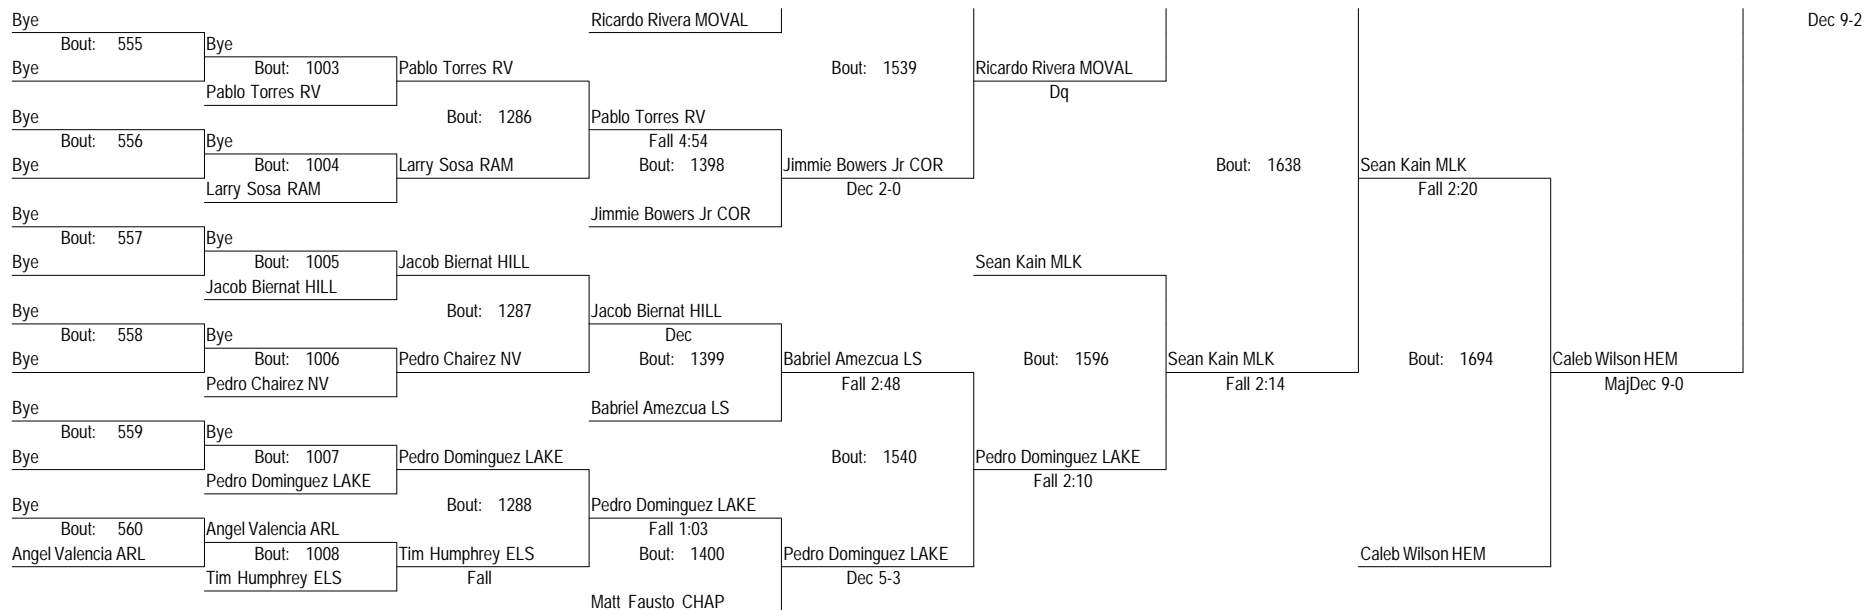 Bye Ricardo Rivera MOVAL Dec 9-2
Bout: 555 Bye
Bye Bout: 1003 Pablo Torres RV Bout: 1539 Ricardo Rivera MOVAL
Pablo Torres RV Dq
Bye Bout: 1286 Pablo Torres RV
Bout: 556 Bye Fall 4:54
Bye Bout: 1004 Larry Sosa RAM Bout: 1398 Jimmie Bowers Jr COR Bout: 1638 Sean Kain MLK
Larry Sosa RAM Dec 2-0 Fall 2:20
Bye Jimmie Bowers Jr COR
Bout: 557 Bye
Bye Bout: 1005 Jacob Biernat HILL Sean Kain MLK
Jacob Biernat HILL
Bye Bout: 1287 Jacob Biernat HILL
Bout: 558 Bye Dec
Bye Bout: 1006 Pedro Chairez NV Bout: 1399 Babriel Amezcua LS Bout: 1596 Sean Kain MLK Bout: 1694 Caleb Wilson HEM
Pedro Chairez NV Fall 2:48 Fall 2:14 MajDec 9-0
Bye Babriel Amezcua LS
Bout: 559 Bye
Bye Bout: 1007 Pedro Dominguez LAKE Bout: 1540 Pedro Dominguez LAKE
Pedro Dominguez LAKE Fall 2:10
Bye Bout: 1288 Pedro Dominguez LAKE
Bout: 560 Angel Valencia ARL Fall 1:03
Angel Valencia ARL Bout: 1008 Tim Humphrey ELS Bout: 1400 Pedro Dominguez LAKE Caleb Wilson HEM
Tim Humphrey ELS Fall Dec 5-3
Matt Fausto CHAP